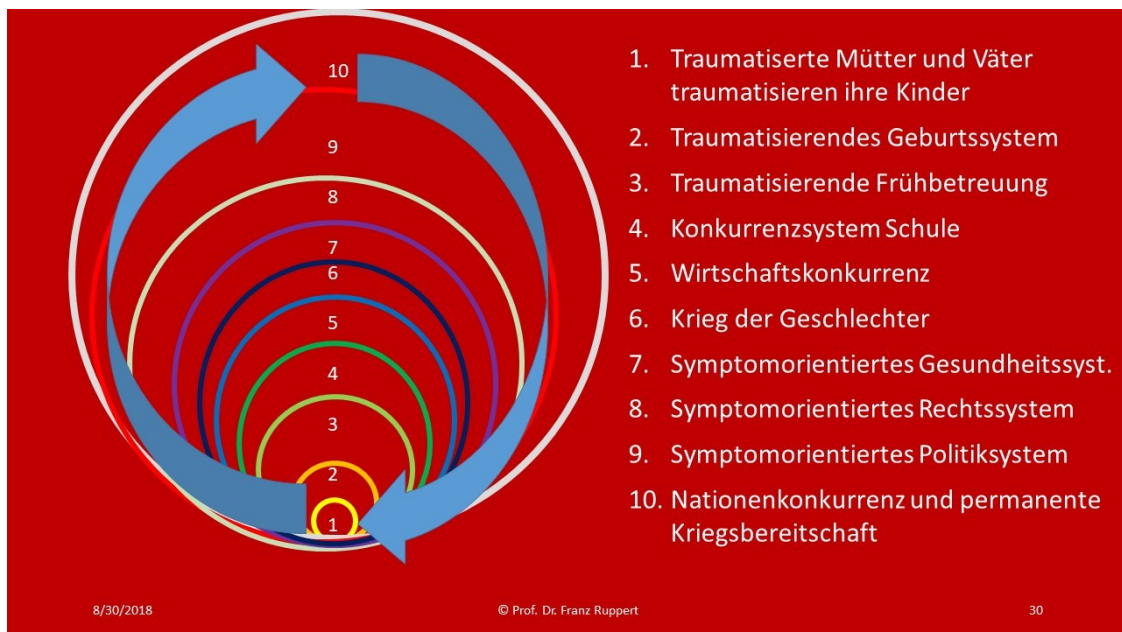 10
9
8
7
6
5
4
3
2
1
1. Traumatiserte Mütter und Väter
traumatisieren ihre Kinder
2. Traumatisierendes Geburtssystem
3. Traumatisierende Frühbetreuung
4. Konkurrenzsystem Schule
5. Wirtschaftskonkurrenz
6. Krieg der Geschlechter
7. Symptomorientiertes Gesundheitssyst.
8. Symptomorientiertes Rechtssystem
9. Symptomorientiertes Politiksystem
10. Nationenkonkurrenz und permanente
Kriegsbereitschaft
8/30/2018
© Prof. Dr. Franz Ruppert
30